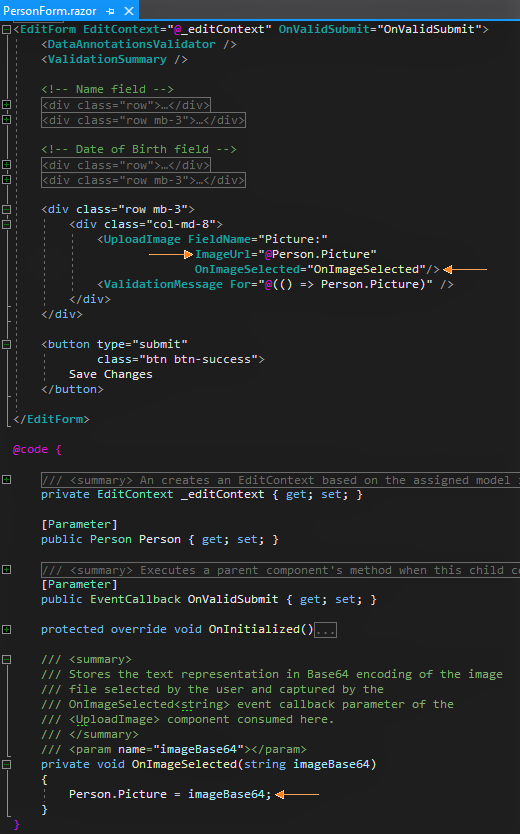 PersonForm.razor
<EditForm EditContext="@_editContext" OnValidSubmit="OnValidSubmit">
<DataAnnotationsValidator />
<ValidationSummary />
<!-- Name field -->
<div class="row">…</div>
<div class="row mb-3">…</div>
<!-- Date of Birth field -->
<div class="row">…</div>
<div class="row mb-3">…</div>
<div class="row mb-3">
<div class="col-md-8">
<UploadImage FieldName="Picture:"
ImageUrl="@Person.Picture"
OnImageSelected="OnImageSelected"/>
<ValidationMessage For="@(() => Person.Picture)" />
</div>
</div>
<button type="submit"
class="btn btn-success">
Save Changes
</button>
</EditForm>
@code {
/// <summary> An creates an EditContext based on the assigned model
private EditContext _editContext { get; set; }
[Parameter]
public Person Person { get; set; }
/// <summary> Executes a parent component's method when this child
[Parameter]
public EventCallback OnValidSubmit { get; set; }
protected override void OnInitialized()...
/// <summary>
/// Stores the text representation in Base64 encoding of the image
/// file selected by the user and captured by the
/// OnImageSelected<string> event callback parameter of the
/// <UploadImage> component consumed here.
/// </summary>
/// <param name="imageBase64"></param>
private void OnImageSelected(string imageBase64)
{
Person.Picture = imageBase64;
}
}